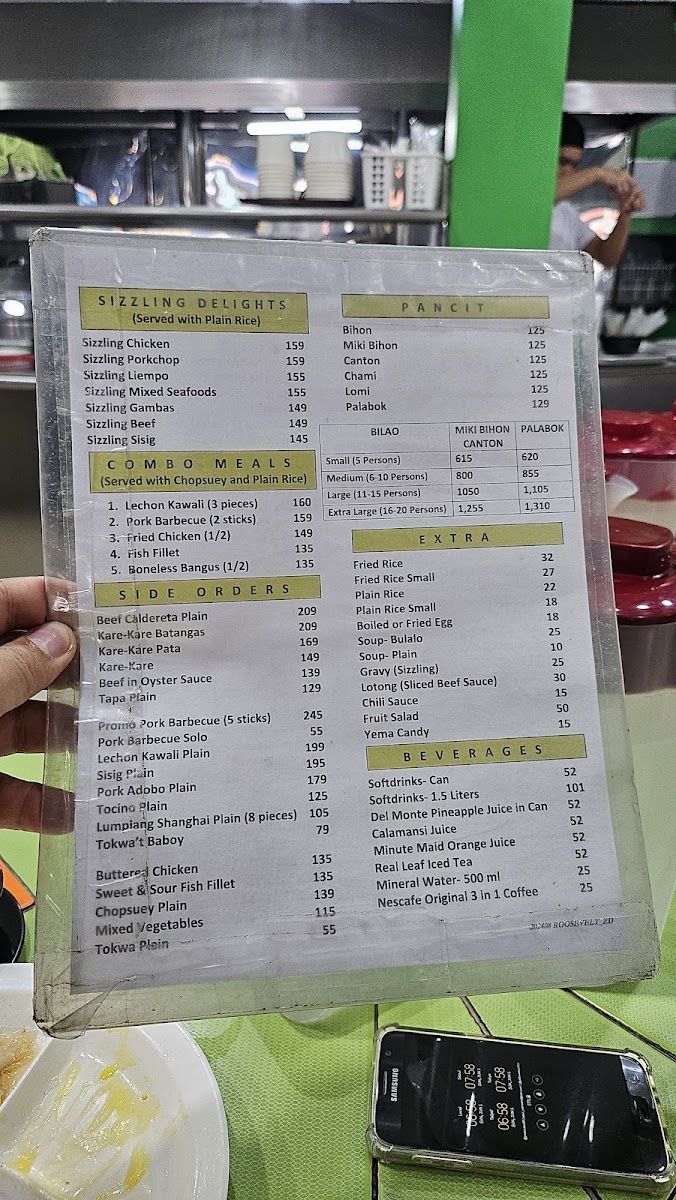 SIZZLING DELIGHTS
(Served with Plain Rice)
Sizzling Chicken 159
Sizzling Porkchop 159
Sizzling Liempo 155
Sizzling Mixed Seafoods 155
Sizzling Gambas 149
Sizzling Beef 149
Sizzling Sisig 145
COMBO MEALS
(Served with Chopsuey and Plain Rice)
1. Lechon Kawali (3 pieces) 160
2. Pork Barbecue (2 sticks) 159
3. Fried Chicken (1/2) 149
4. Fish Fillet 135
5. Boneless Bangus (1/2) 135
SIDE ORDERS
Beef Caldereta Plain 209
Kare-Kare Batangas 209
Kare-Kare Pata 169
Kare-Kare 149
Beef in Oyster Sauce 139
Tapa Plain 129
Promo Pork Barbecue (5 sticks) 245
Pork Barbecue Solo 55
Lechon Kawali Plain 199
Sisig Plain 195
Pork Adobo Plain 179
Tocino Plain 125
Lumpiang Shanghai Plain (8 pieces) 105
Tokwa't Baboy 79
Buttered Chicken 135
Sweet & Sour Fish Fillet 135
Chopsuey Plain 139
Mixed Vegetables 115
Tokwa Plain 55
PANCIT
Bihon 125
Miki Bihon 125
Canton 125
Chami 125
Lomi 125
Palabok 129
BILAO MIKI BIHON CANTON PALABOK
Small (5 Persons) 615 620
Medium (6-10 Persons) 800 855
Large (11-15 Persons) 1050 1,105
Extra Large (16-20 Persons) 1,255 1,310
EXTRA
Fried Rice 32
Fried Rice Small 27
Plain Rice 22
Plain Rice Small 18
Boiled or Fried Egg 18
Soup- Bulalo 25
Soup- Plain 10
Gravy (Sizzling) 25
Lotong (Sliced Beef Sauce) 30
Chili Sauce 15
Fruit Salad 50
Yema Candy 15
BEVERAGES
Softdrinks- Can 52
Softdrinks- 1.5 Liters 101
Del Monte Pineapple Juice in Can 52
Calamansi Juice 52
Minute Maid Orange Juice 52
Real Leaf Iced Tea 52
Mineral Water- 500 ml 25
Nescafe Original 3 in 1 Coffee 25
202408 ROOSEVELT_ZD
SAMSUNG
07:58
07:58
06:58
06:58